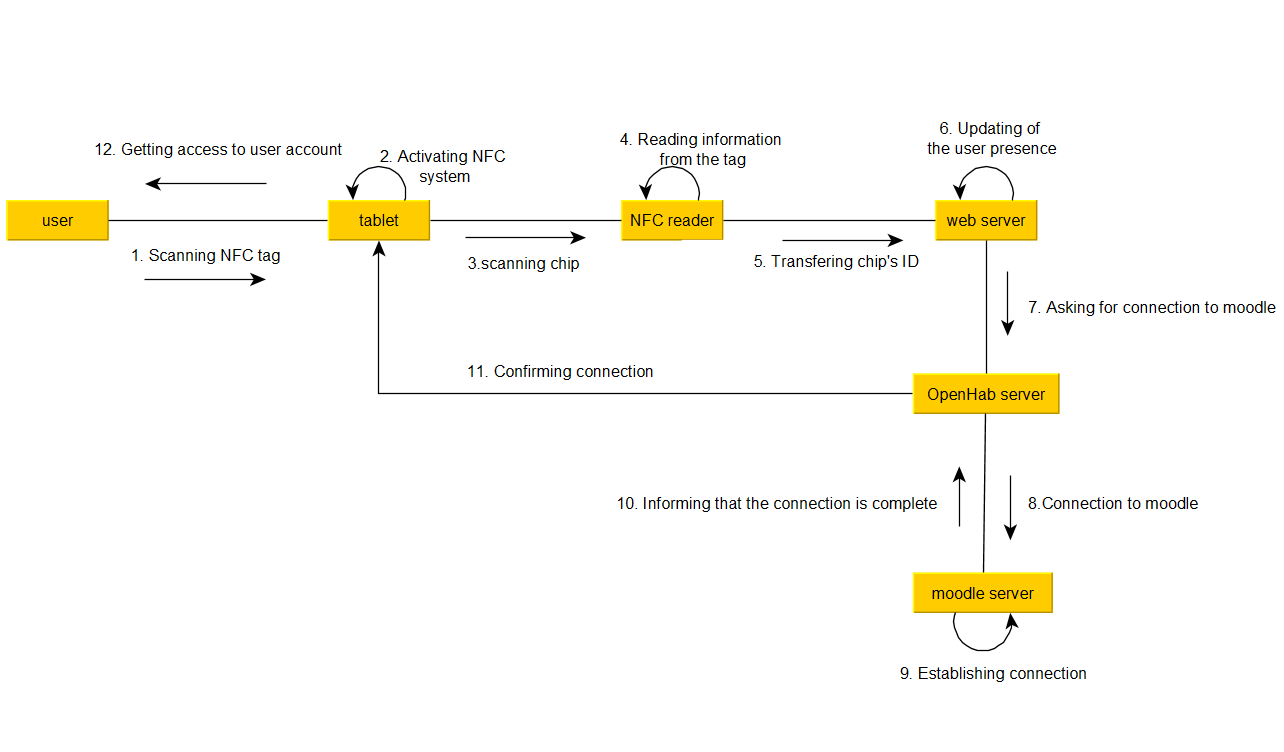 6. Updating of
the user presence
4. Reading information
from the tag
12. Getting access to user account
2. Activating NFC
system
user
tablet
NFC reader
web server
1. Scanning NFC tag
3.scanning chip
5. Transfering chip's ID
7. Asking for connection to moodle
11. Confirming connection
OpenHab server
10. Informing that the connection is complete
8.Connection to moodle
moodle server
9. Establishing connection